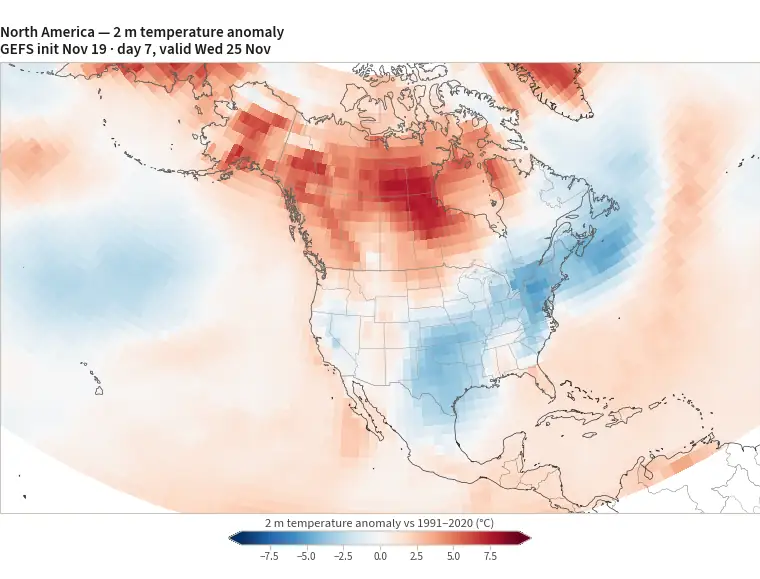 North America — 2 m temperature anomaly
GEFS init Nov 19 · day 7, valid Wed 25 Nov
2 m temperature anomaly vs 1991–2020 (°C)
−7.5 −5.0 −2.5 0.0 2.5 5.0 7.5